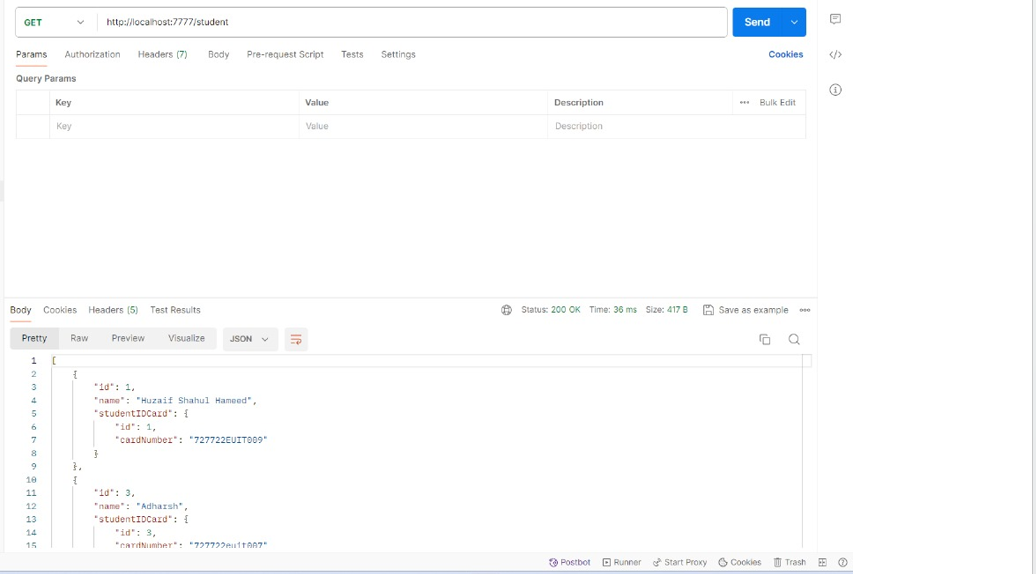 GET http://localhost:7777/student Send
Params Authorization Headers (7) Body Pre-request Script Tests Settings Cookies
Query Params
Key Value Description Bulk Edit
Key Value Description
Body Cookies Headers (5) Test Results Status: 200 OK Time: 36 ms Size: 417 B Save as example
Pretty Raw Preview Visualize JSON
1 [
2 {
3 "id": 1,
4 "name": "Huzaif Shahul Hameed",
5 "studentIDCard": {
6 "id": 1,
7 "cardNumber": "727722EUIT009"
8 }
9 },
10 {
11 "id": 3,
12 "name": "Adharsh",
13 "studentIDCard": {
14 "id": 3,
15 "cardNumber": "727722euit007"
Postbot Runner Start Proxy Cookies Trash